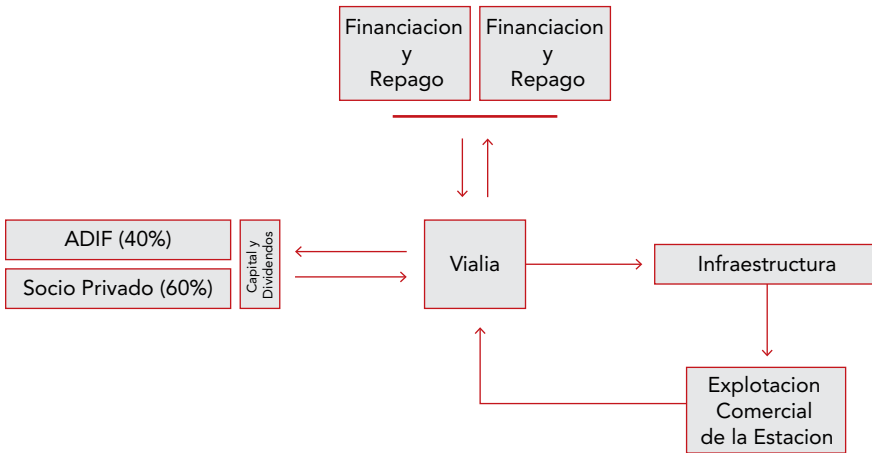 Financiacion
y
Repago
Financiacion
y
Repago
ADIF (40%)
Socio Privado (60%)
Capital y
Dividendos
Vialia
Infraestructura
Explotacion
Comercial
de la Estacion